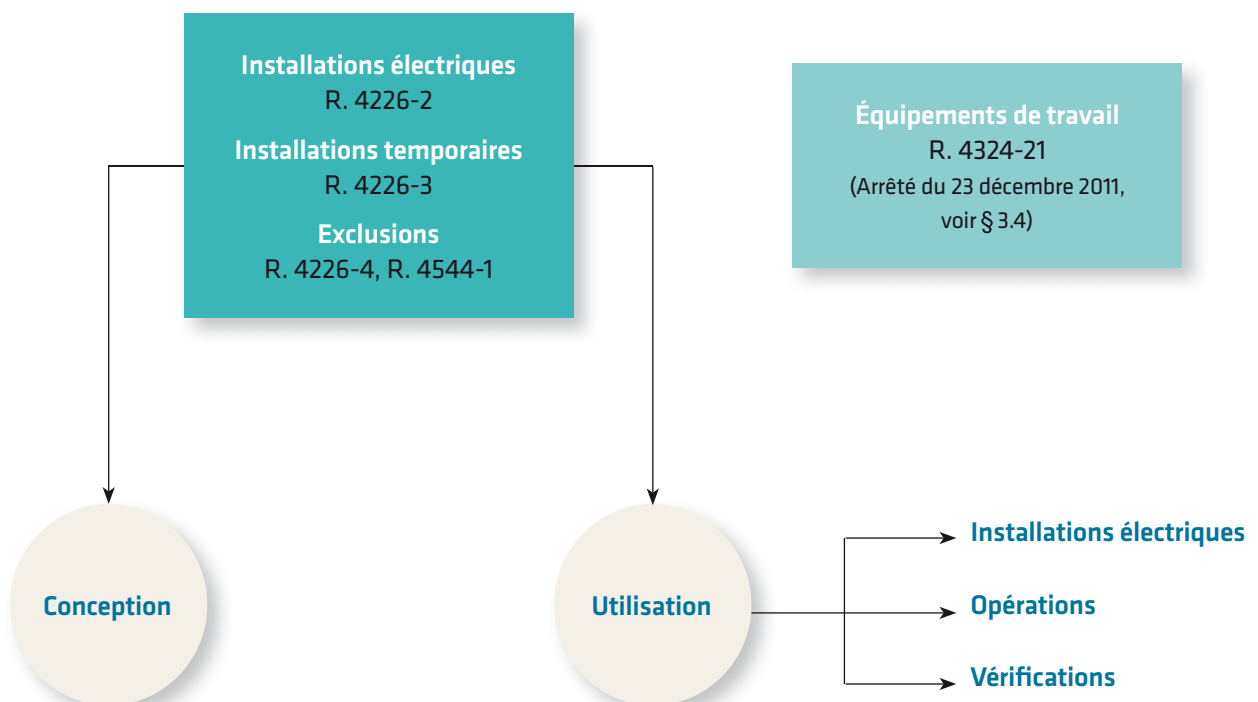 Installations électriques
R. 4226-2
Installations temporaires
R. 4226-3
Exclusions
R. 4226-4, R. 4544-1
Équipements de travail
R. 4324-21
(Arrêté du 23 décembre 2011,
voir § 3.4)
Conception
Utilisation
Installations électriques
Opérations
Vérifications